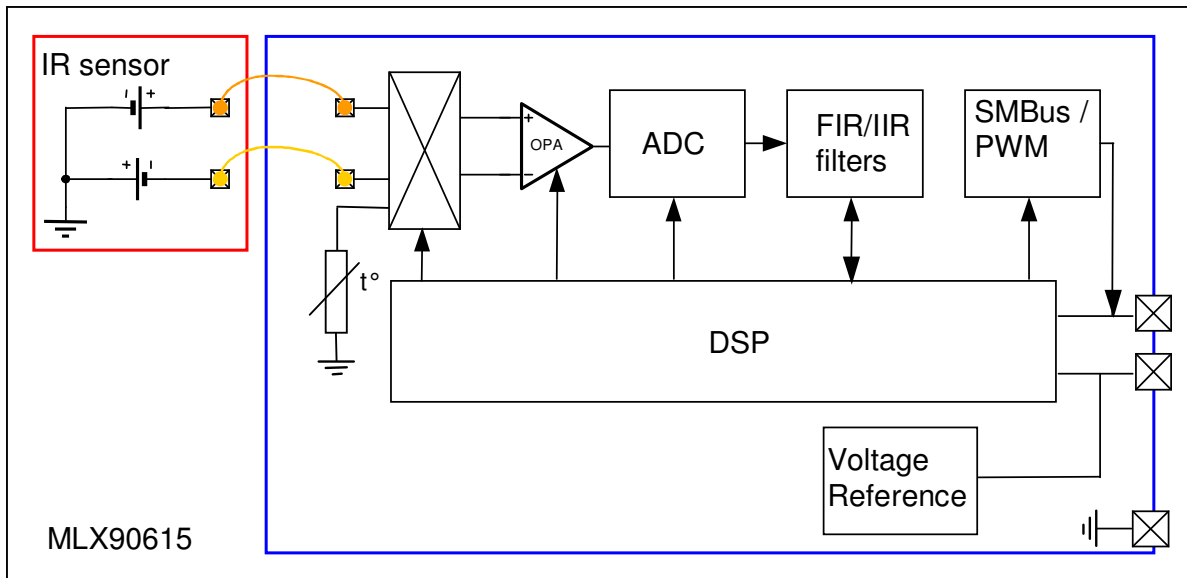 IR sensor
+
+
t°
+
OPA
−
ADC
FIR/IIR
filters
SMBus /
PWM
DSP
Voltage
Reference
MLX90615